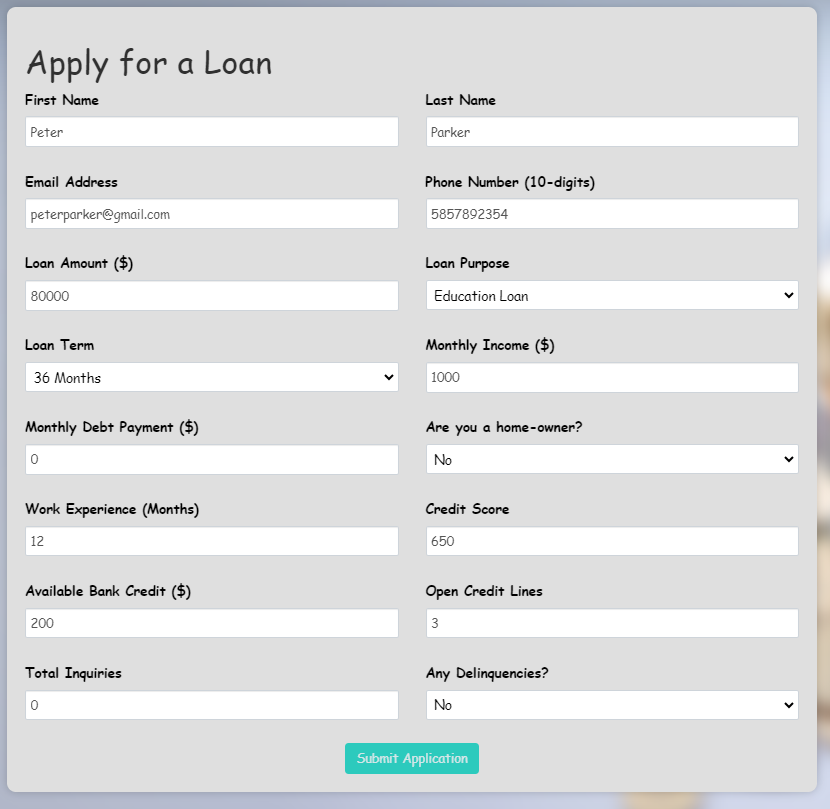 Apply for a Loan
First Name Last Name
Peter Parker
Email Address Phone Number (10-digits)
peterparker@gmail.com 5857892354
Loan Amount ($) Loan Purpose
80000 Education Loan
Loan Term Monthly Income ($)
36 Months 1000
Monthly Debt Payment ($) Are you a home-owner?
0 No
Work Experience (Months) Credit Score
12 650
Available Bank Credit ($) Open Credit Lines
200 3
Total Inquiries Any Delinquencies?
0 No
Submit Application